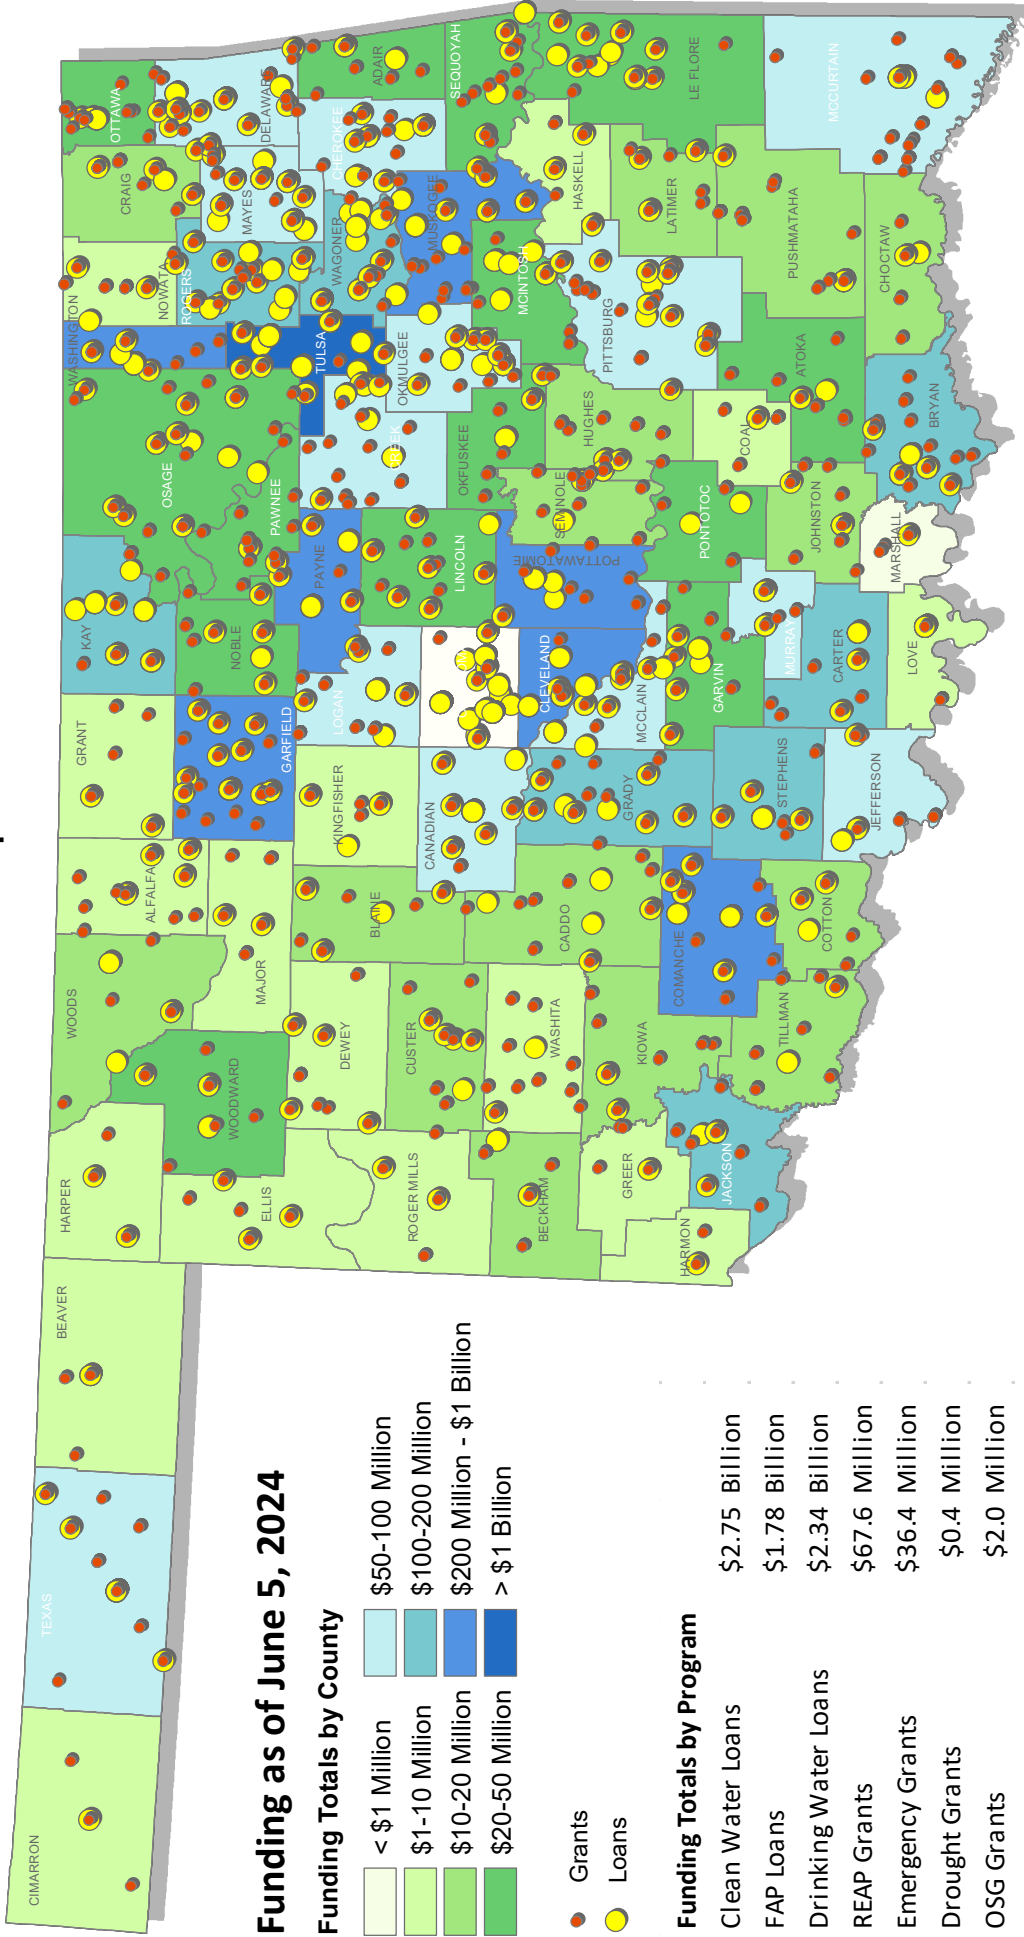 CIMARRON
TEXAS
BEAVER
HARPER
WOODS
ALFALFA
GRANT
KAY
OSAGE
WASHINGTON
NOWATA
CRAIG
OTTAWA
ELLIS
WOODWARD
MAJOR
GARFIELD
NOBLE
PAWNEE
ROGERS
MAYES
DELAWARE
ROGER MILLS
DEWEY
BLAINE
KINGFISHER
LOGAN
PAYNE
CREEK
TULSA
WAGONER
CHEROKEE
ADAIR
BECKHAM
CUSTER
CADDO
CANADIAN
LINCOLN
OKFUSKEE
OKMULGEE
MUSKOGEE
SEQUOYAH
GREER
WASHITA
GRADY
CLEVELAND
POTTAWATOMIE
SEMINOLE
HUGHES
MCINTOSH
HASKELL
HARMON
KIOWA
COMANCHE
MCCLAIN
GARVIN
PONTOTOC
COAL
PITTSBURG
LATIMER
LE FLORE
JACKSON
TILLMAN
COTTON
STEPHENS
MURRAY
JOHNSTON
ATOKA
PUSHMATAHA
MCCURTAIN
JEFFERSON
CARTER
LOVE
MARSHALL
BRYAN
CHOCTAW
Funding as of June 5, 2024
Funding Totals by County
< $1 Million
$1-10 Million
$10-20 Million
$20-50 Million
$50-100 Million
$100-200 Million
$200 Million - $1 Billion
> $1 Billion
Grants
Loans
Funding Totals by Program
Clean Water Loans $2.75 Billion
FAP Loans $1.78 Billion
Drinking Water Loans $2.34 Billion
REAP Grants $67.6 Million
Emergency Grants $36.4 Million
Drought Grants $0.4 Million
OSG Grants $2.0 Million